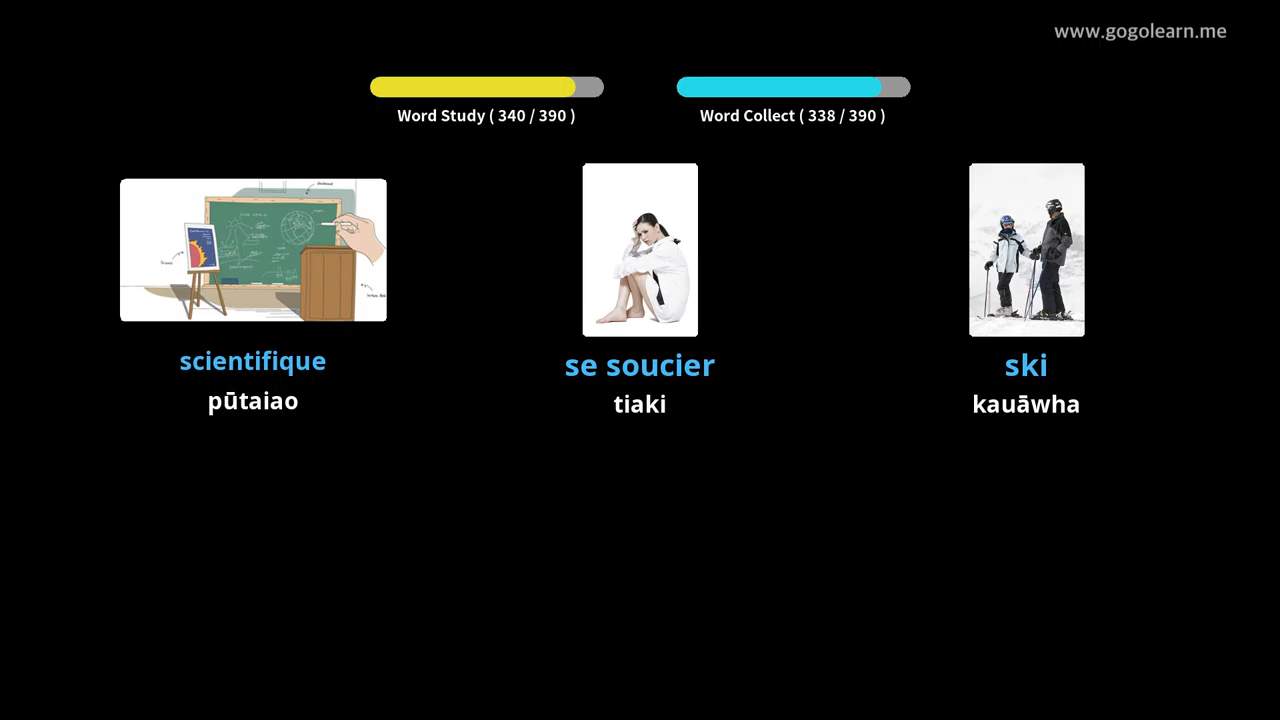 www.gogolearn.me
Word Study ( 340 / 390 )
Word Collect ( 338 / 390 )
scientifique
pūtaiao
se soucier
tiaki
ski
kauāwha